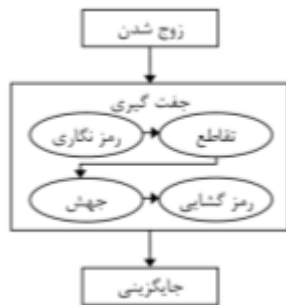 زوج شدن
جفت گیری
رمز نگاری
تقاطع
جهش
رمز گشایی
جایگزینی